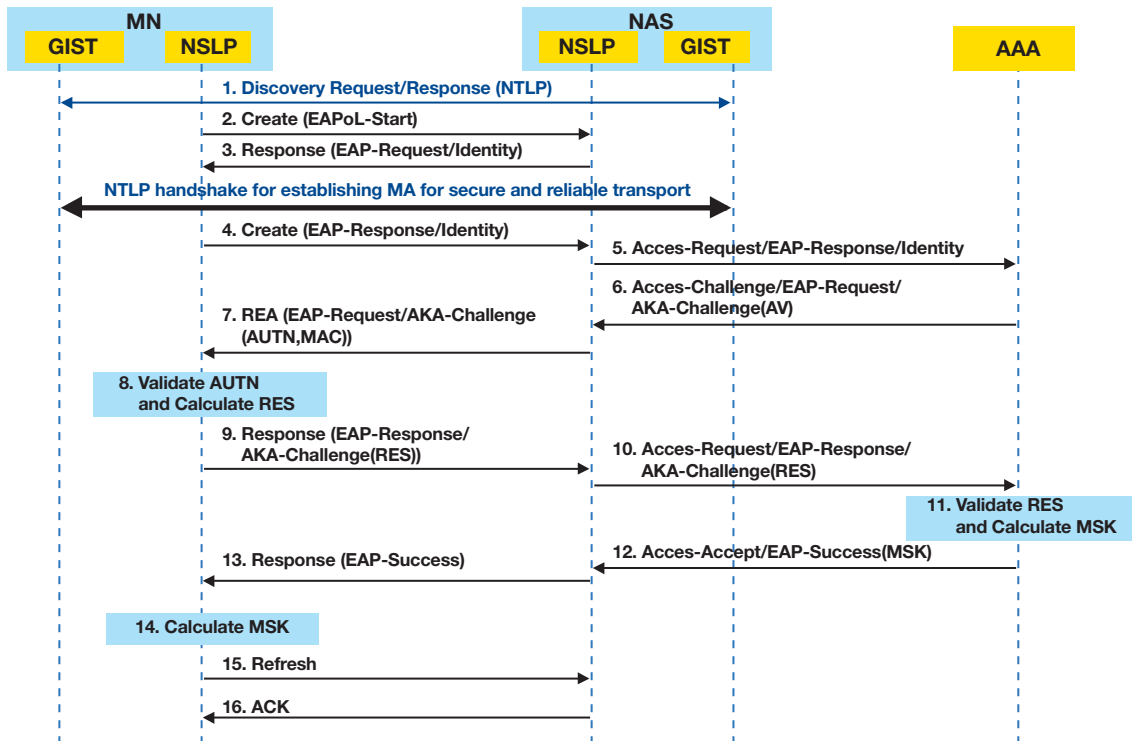 MN
NAS
GIST
NSLP
NSLP
GIST
AAA
1. Discovery Request/Response (NTLP)
2. Create (EAPoL-Start)
3. Response (EAP-Request/Identity)
NTLP handshake for establishing MA for secure and reliable transport
4. Create (EAP-Response/Identity)
5. Acces-Request/EAP-Response/Identity
6. Acces-Challenge/EAP-Request/
AKA-Challenge(AV)
7. REA (EAP-Request/AKA-Challenge
(AUTN,MAC))
8. Validate AUTN
and Calculate RES
9. Response (EAP-Response/
AKA-Challenge(RES))
10. Acces-Request/EAP-Response/
AKA-Challenge(RES)
11. Validate RES
and Calculate MSK
12. Acces-Accept/EAP-Success(MSK)
13. Response (EAP-Success)
14. Calculate MSK
15. Refresh
16. ACK